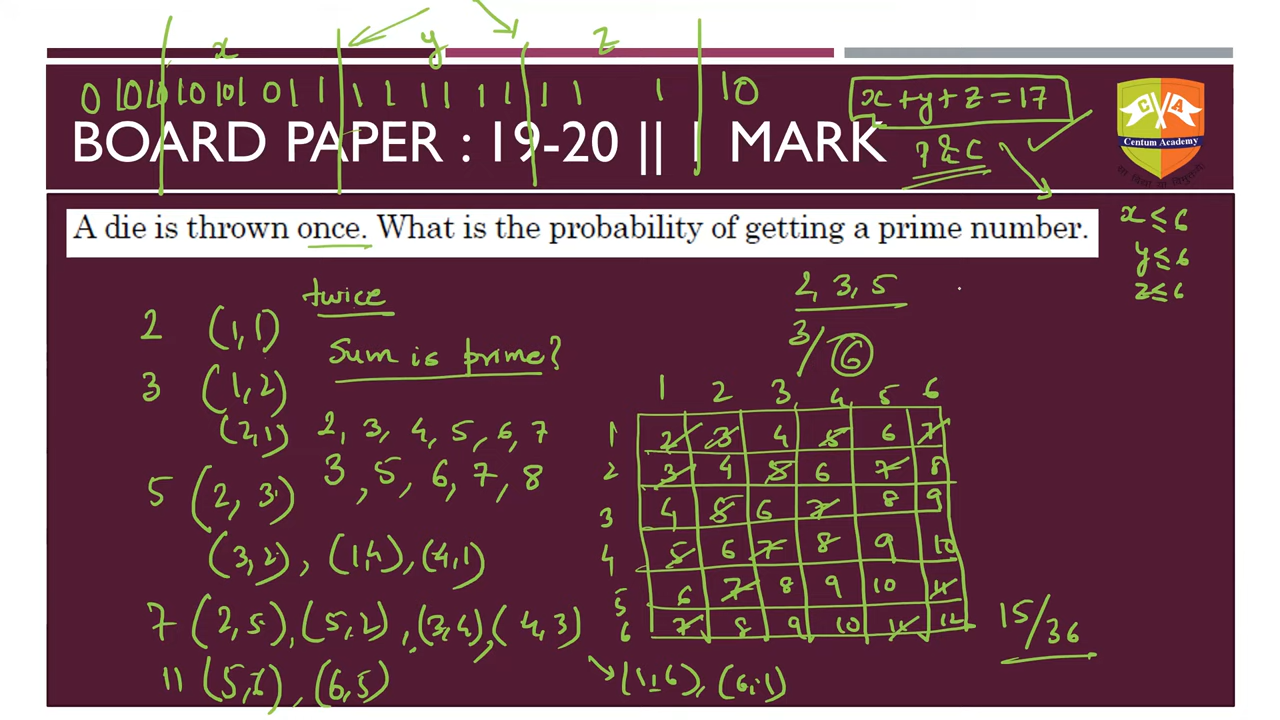 x y z
0 1 0 1 0 1 0 1 0 1 0 1 1 1 1 1 1 1 1 1 1 1 1 10
x + y + z = 17
P & C
BOARD PAPER : 19-20 || 1 MARK
Centum Academy
A die is thrown once. What is the probability of getting a prime number.
x ≤ 6
y ≤ 6
z ≤ 6
twice
Sum is prime?
2, 3, 5
3/6
2 (1,1)
3 (1,2)
(2,1)
2, 3, 4, 5, 6, 7
3, 5, 6, 7, 8
5 (2, 3)
(3,2), (1,4), (4,1)
7 (2,5), (5,2), (3,4), (4,3)
(1,6), (6,1)
11 (5,6), (6,5)
1 2 3 4 5 6
1 2 3 4 5 6 7
2 3 4 5 6 7 8
3 4 5 6 7 8 9
4 5 6 7 8 9 10
5 6 7 8 9 10 11
6 7 8 9 10 11 12
15/36